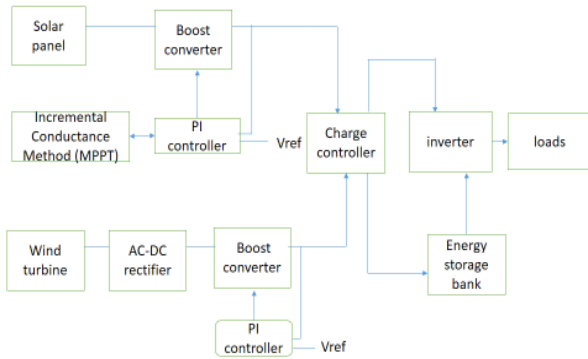 Solar
panel
Boost
converter
Incremental
Conductance
Method (MPPT)
PI
controller
Vref
Charge
controller
inverter
loads
Wind
turbine
AC-DC
rectifier
Boost
converter
Energy
storage
bank
PI
controller
Vref